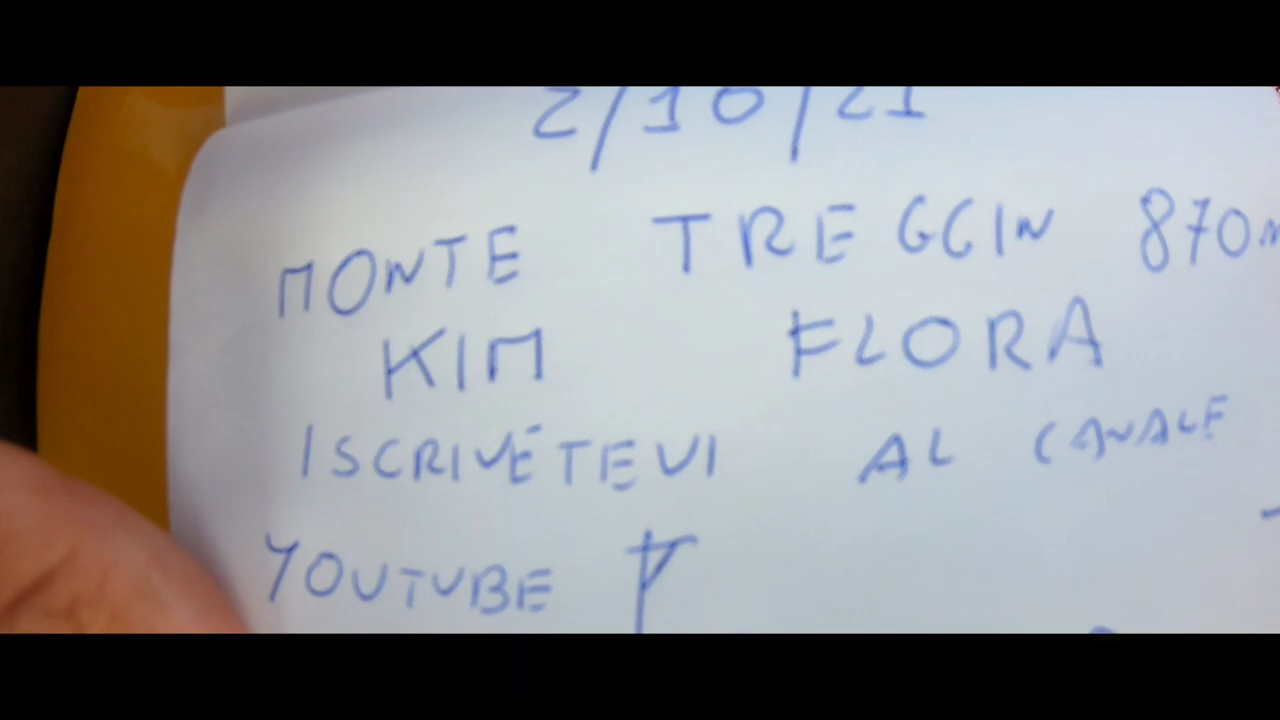 2/10/21
MONTE TREGGIN 870m
KIM FLORA
ISCRIVETEVI AL CANALE
YOUTUBE